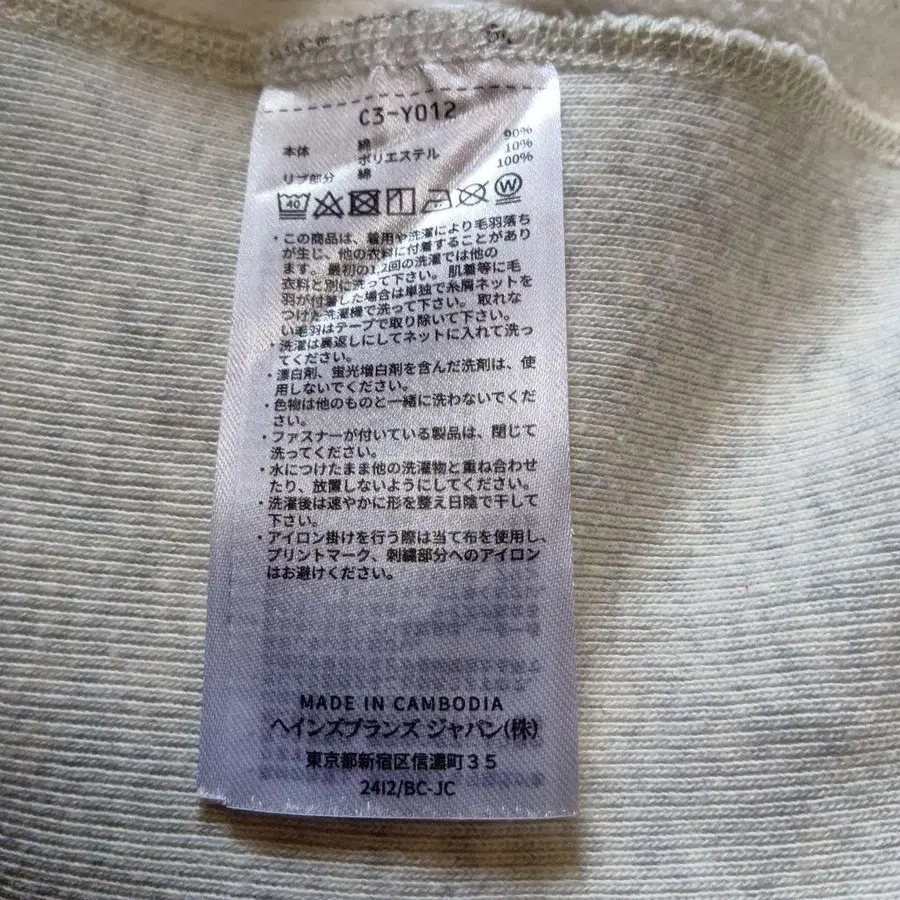 C3-Y012
本体 綿 90%
ポリエステル 10%
リブ部分 綿 100%
40 W
・この商品は、着用や洗濯により毛羽落ち
が生じ、他の衣料に付着することがあり
ます。最初の1,2回の洗濯では他の
衣料と別に洗って下さい。肌着等に毛
羽が付着した場合は単独で糸屑ネットを
つけた洗濯機で洗って下さい。取れな
い毛羽はテープで取り除いて下さい。
・洗濯は裏返しにしてネットに入れて洗っ
てください。
・漂白剤、蛍光増白剤を含んだ洗剤は、使
用しないでください。
・色物は他のものと一緒に洗わないでくだ
さい。
・ファスナーが付いている製品は、閉じて
洗ってください。
・水につけたまま他の洗濯物と重ね合わせ
たり、放置しないようにしてください。
・洗濯後は速やかに形を整え日陰で干して
下さい。
・アイロン掛けを行う際は当て布を使用し、
プリントマーク、刺繍部分へのアイロン
はお避けください。
MADE IN CAMBODIA
ヘインズブランズ ジャパン(株)
東京都新宿区信濃町35
2412/BC-JC